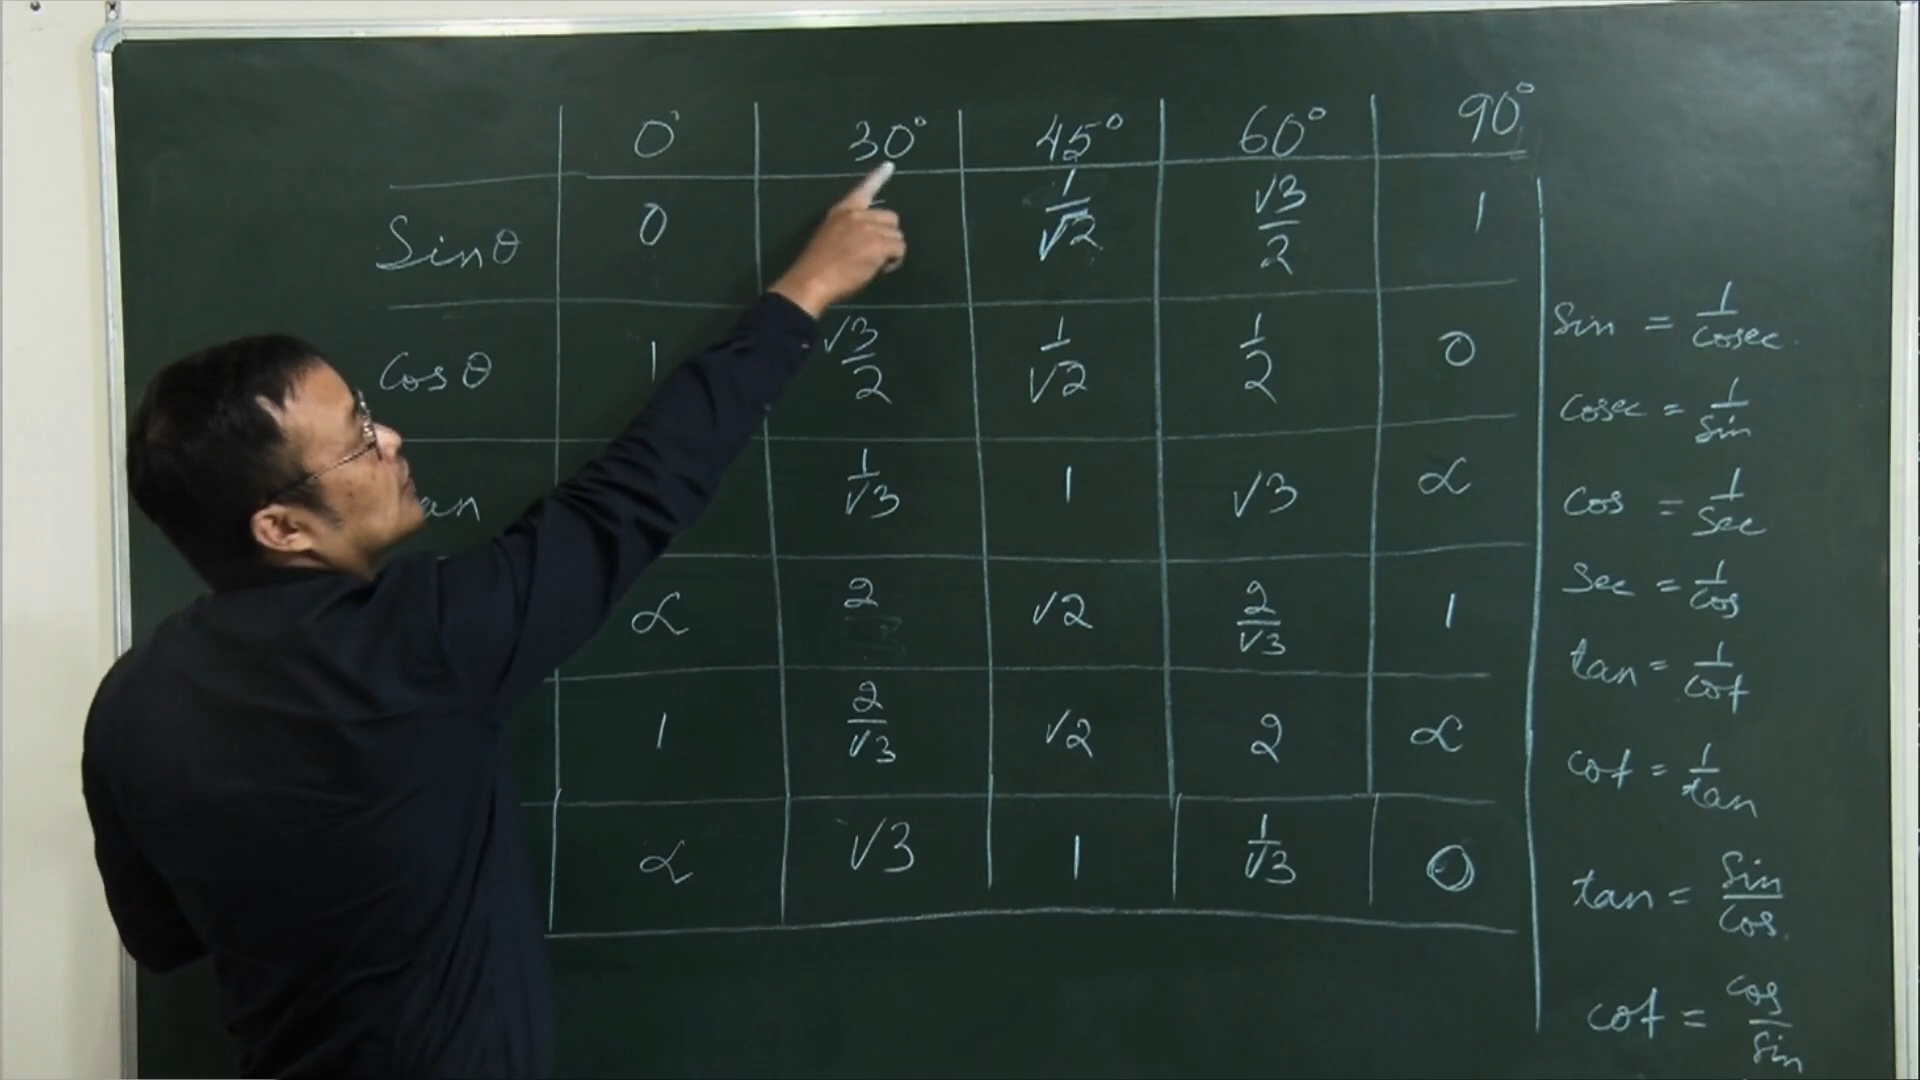 0° 30° 45° 60° 90°
Sinθ 0 1/√2 √3/2 1
Cosθ 1 √3/2 1/√2 1/2 0
1/√3 1 √3 ∝
∝ 2 √2 2/√3 1
1 2/√3 √2 2 ∝
∝ √3 1 1/√3 0
Sin = 1/Cosec.
Cosec = 1/Sin
Cos = 1/Sec
Sec = 1/Cos
tan = 1/Cot
Cot = 1/tan
tan = Sin/Cos.
Cot = Cos/Sin